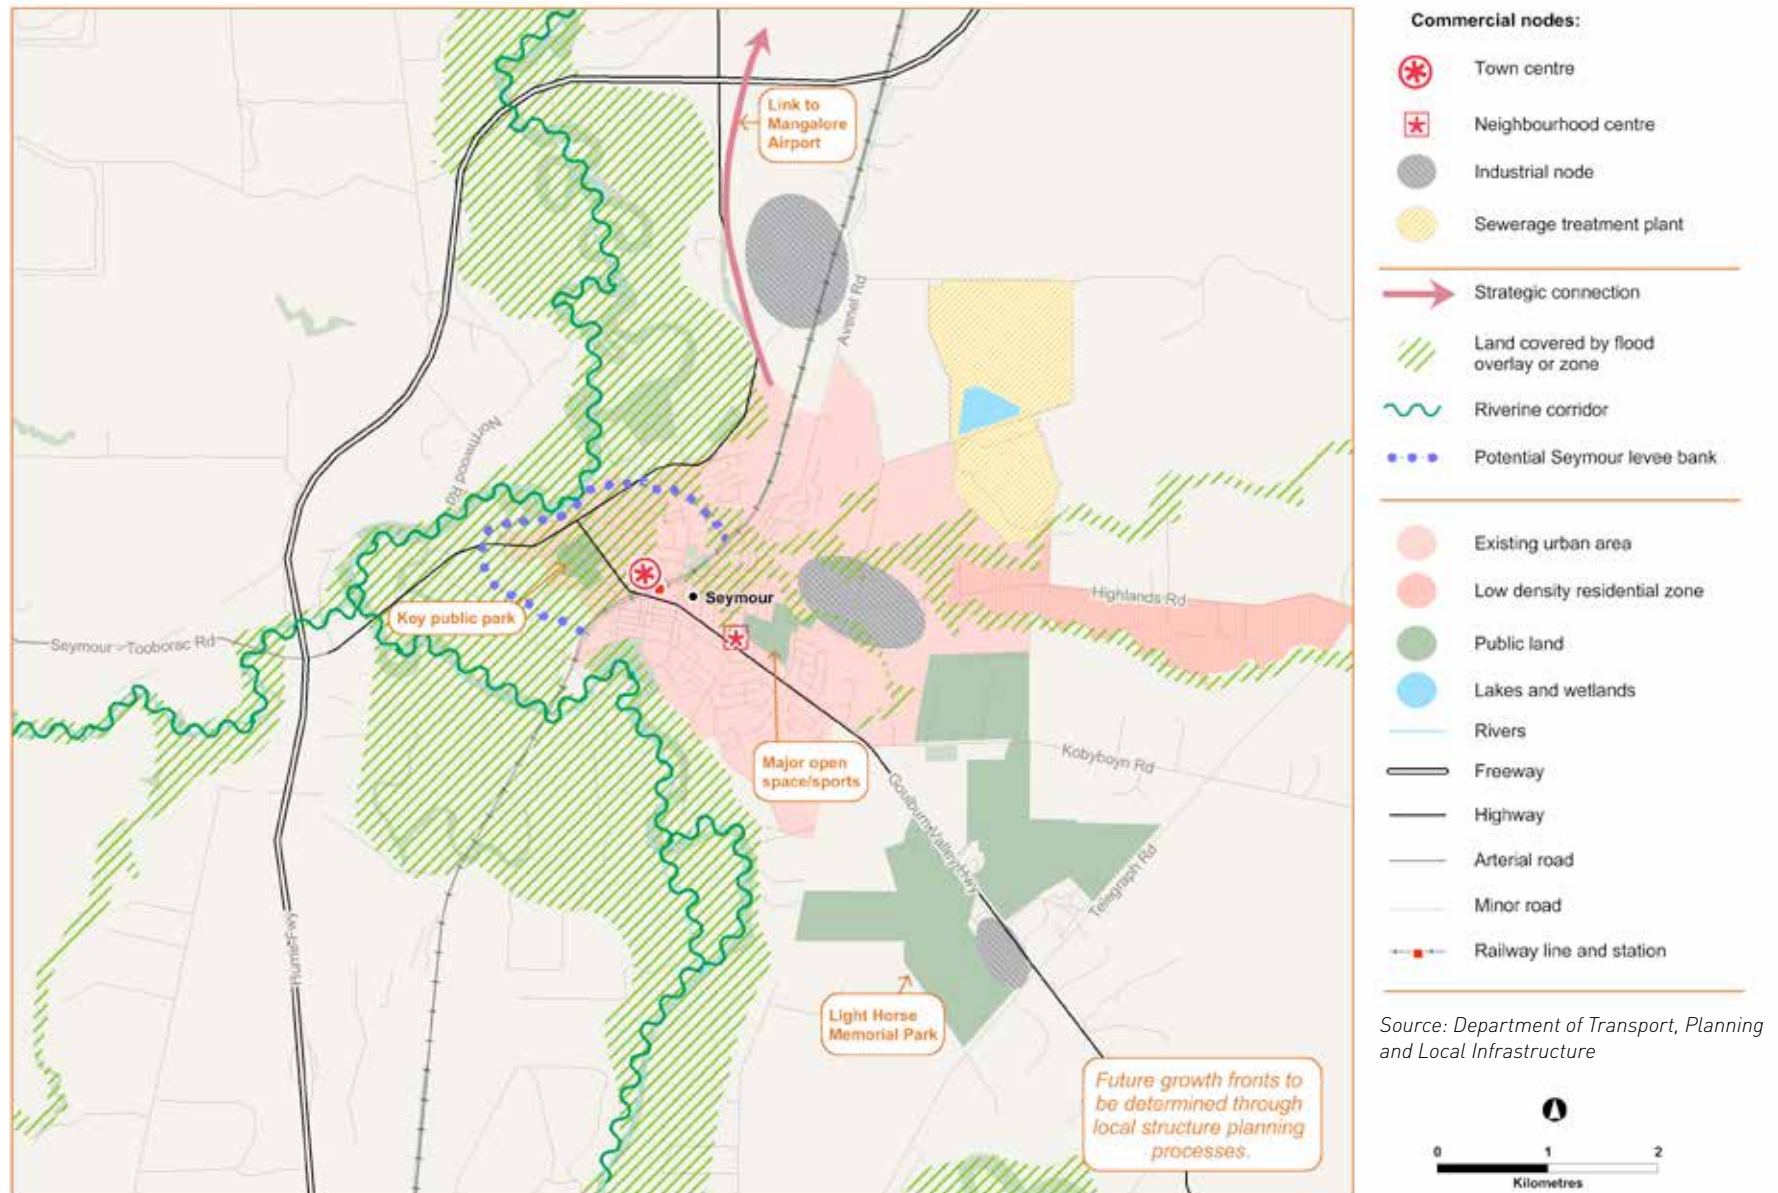 Link to
Mangalore
Airport
Avenel Rd
Northwood Rd
Key public park
Seymour
Highlands Rd
Seymour - Tooborac Rd
Major open
space/sports
Kobyboyn Rd
Goulburn Valley Hwy
Telegraph Rd
Hume Fwy
Light Horse
Memorial Park
Future growth fronts to
be determined through
local structure planning
processes.
Commercial nodes:
Town centre
Neighbourhood centre
Industrial node
Sewerage treatment plant
Strategic connection
Land covered by flood
overlay or zone
Riverine corridor
Potential Seymour levee bank
Existing urban area
Low density residential zone
Public land
Lakes and wetlands
Rivers
Freeway
Highway
Arterial road
Minor road
Railway line and station
Source: Department of Transport, Planning
and Local Infrastructure
0 1 2
Kilometres